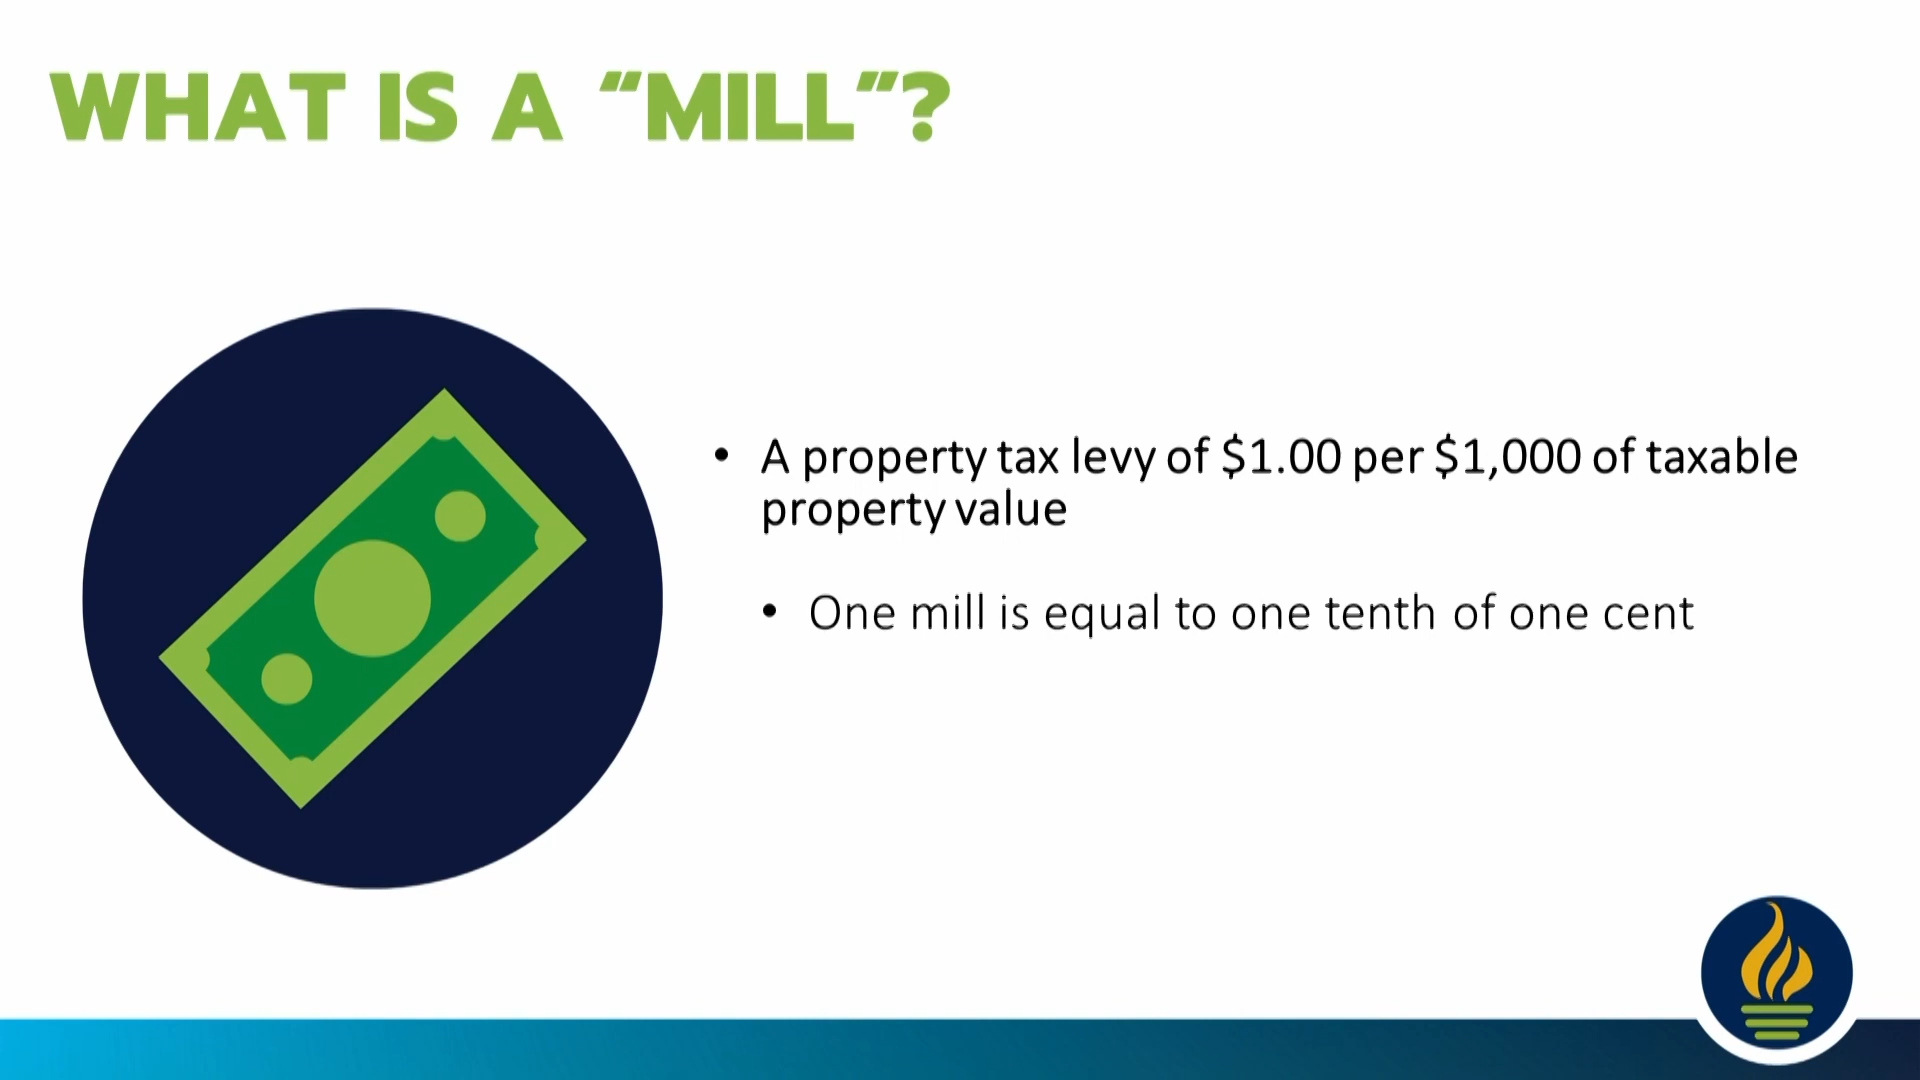 WHAT IS A “MILL”?
• A property tax levy of $1.00 per $1,000 of taxable
property value
• One mill is equal to one tenth of one cent